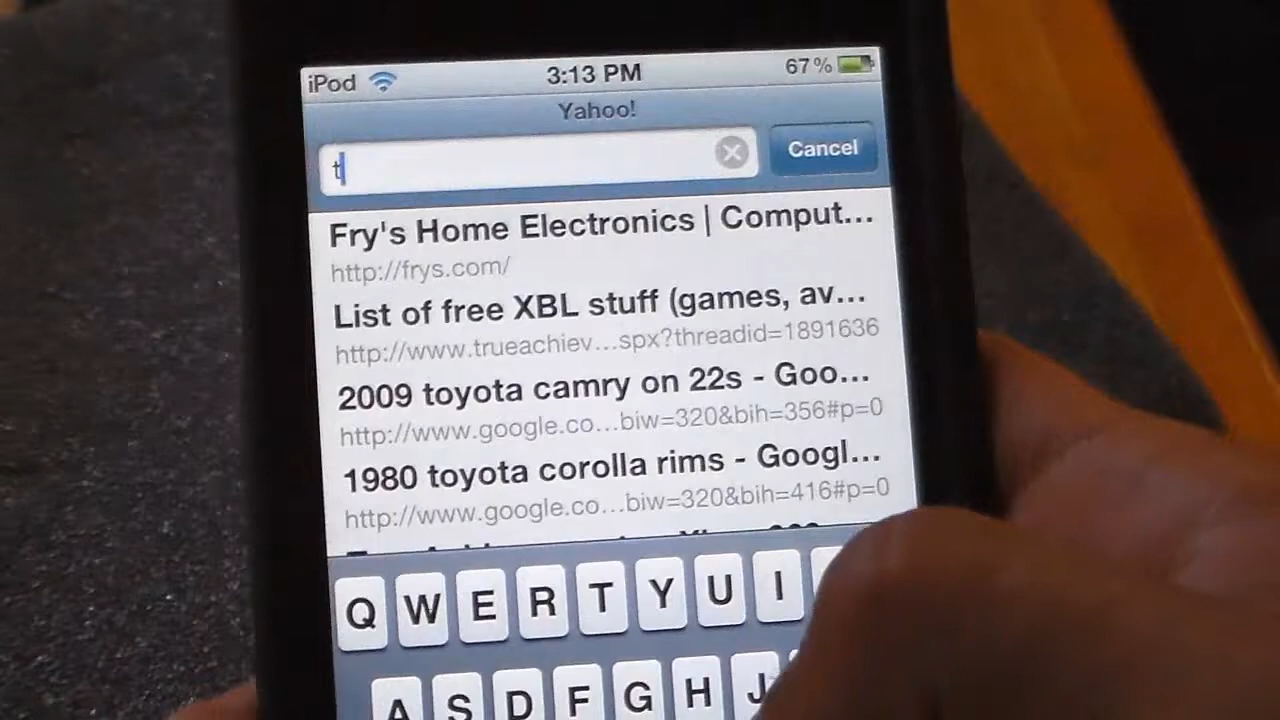 iPod 3:13 PM 67%
Yahoo!
t Cancel
Fry's Home Electronics | Comput...
http://frys.com/
List of free XBL stuff (games, av...
http://www.trueachiev...spx?threadid=1891636
2009 toyota camry on 22s - Goo...
http://www.google.co...biw=320&bih=356#p=0
1980 toyota corolla rims - Googl...
http://www.google.co...biw=320&bih=416#p=0
Q W E R T Y U I
A S D F G H J